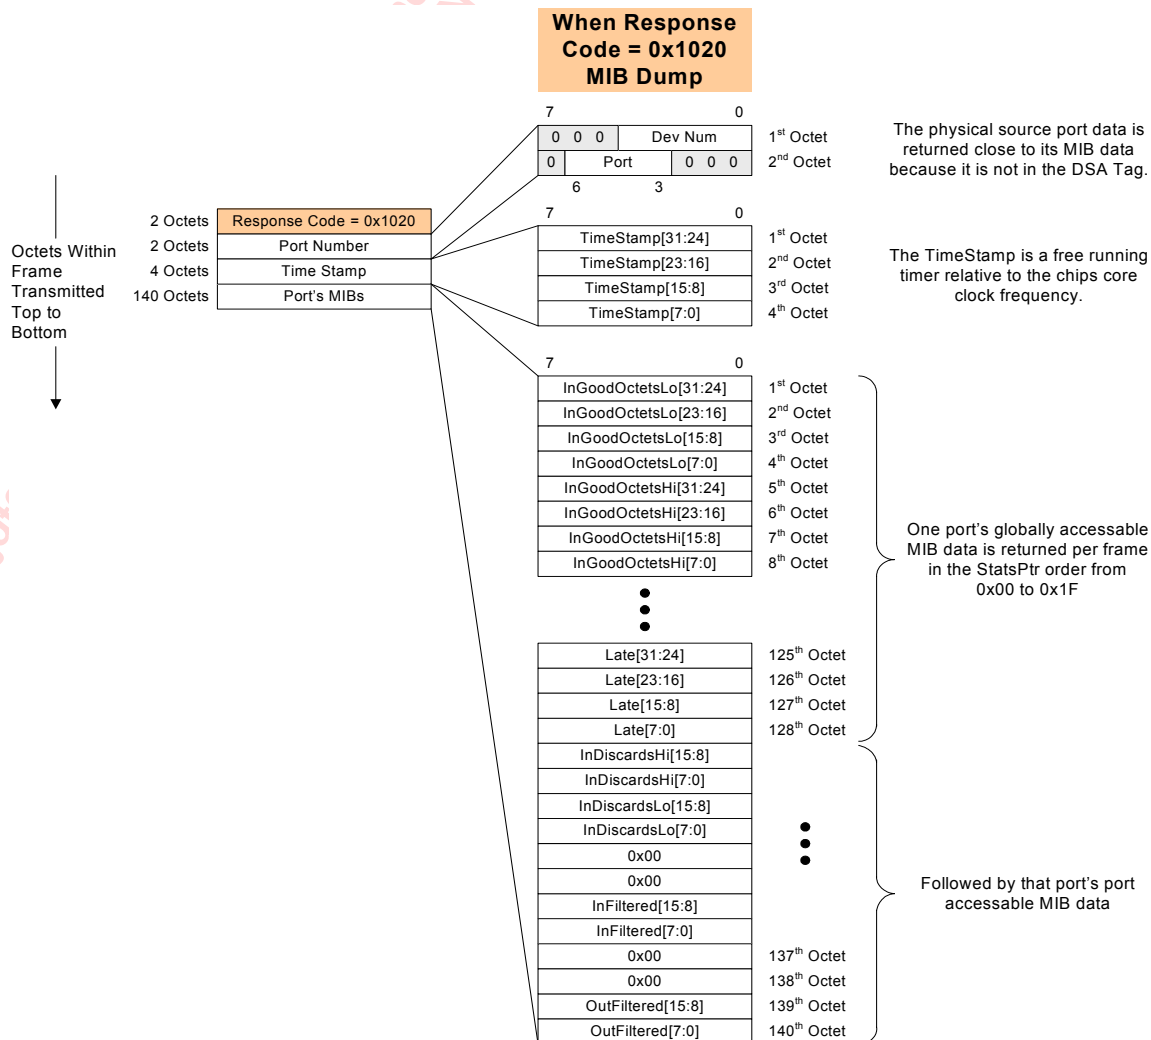 When Response
Code = 0x1020
MIB Dump
7 0
0 0 0 Dev Num 1st Octet
0 Port 0 0 0 2nd Octet
6 3
The physical source port data is
returned close to its MIB data
because it is not in the DSA Tag.
Octets Within
Frame
Transmitted
Top to
Bottom
2 Octets Response Code = 0x1020
2 Octets Port Number
4 Octets Time Stamp
140 Octets Port's MIBs
7 0
TimeStamp[31:24] 1st Octet
TimeStamp[23:16] 2nd Octet
TimeStamp[15:8] 3rd Octet
TimeStamp[7:0] 4th Octet
The TimeStamp is a free running
timer relative to the chips core
clock frequency.
7 0
InGoodOctetsLo[31:24] 1st Octet
InGoodOctetsLo[23:16] 2nd Octet
InGoodOctetsLo[15:8] 3rd Octet
InGoodOctetsLo[7:0] 4th Octet
InGoodOctetsHi[31:24] 5th Octet
InGoodOctetsHi[23:16] 6th Octet
InGoodOctetsHi[15:8] 7th Octet
InGoodOctetsHi[7:0] 8th Octet
One port's globally accessable
MIB data is returned per frame
in the StatsPtr order from
0x00 to 0x1F
Late[31:24] 125th Octet
Late[23:16] 126th Octet
Late[15:8] 127th Octet
Late[7:0] 128th Octet
InDiscardsHi[15:8]
InDiscardsHi[7:0]
InDiscardsLo[15:8]
InDiscardsLo[7:0]
0x00
0x00
InFiltered[15:8]
InFiltered[7:0]
0x00 137th Octet
0x00 138th Octet
OutFiltered[15:8] 139th Octet
OutFiltered[7:0] 140th Octet
Followed by that port's port
accessable MIB data